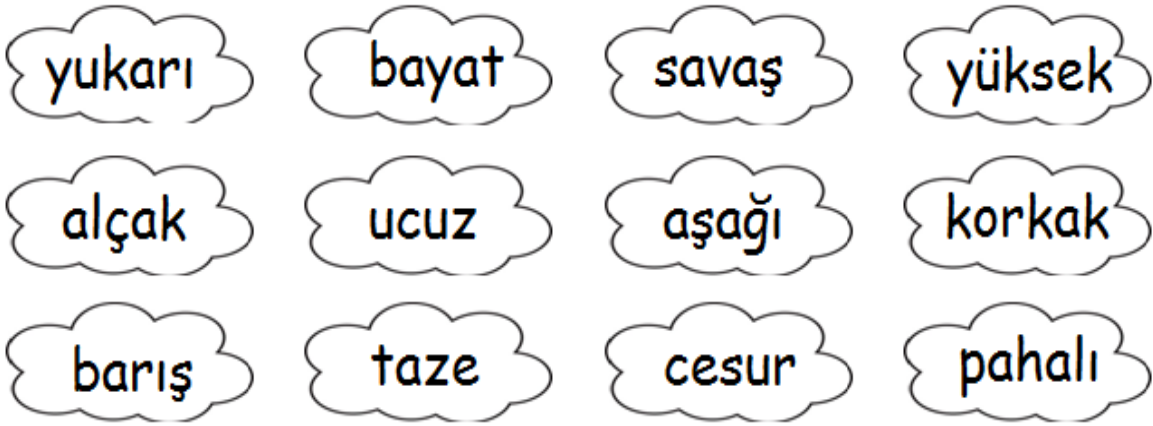 yukarı bayat savaş yüksek
alçak ucuz aşağı korkak
barış taze cesur pahalı